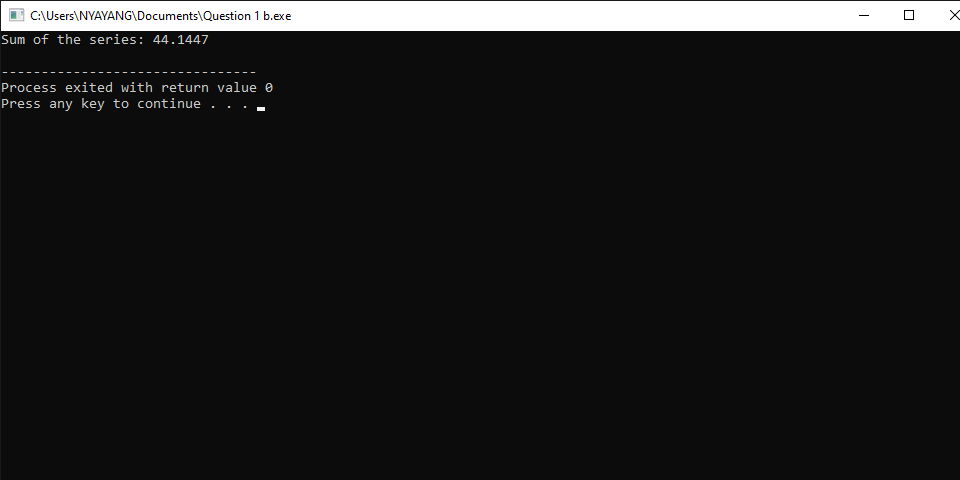 C:\Users\NYAYANG\Documents\Question 1 b.exe
Sum of the series: 44.1447
--------------------------------
Process exited with return value 0
Press any key to continue . . .